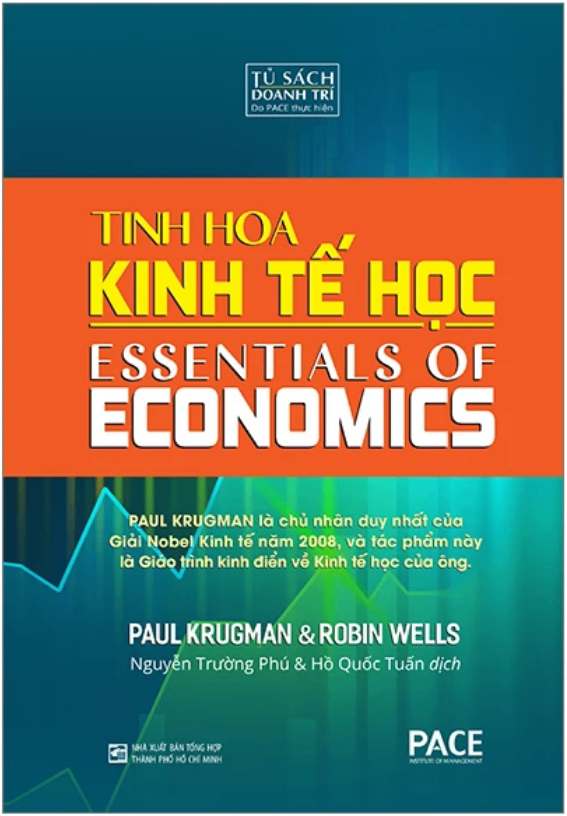 TỦ SÁCH
DOANH TRÍ
Do PACE thực hiện
TINH HOA
KINH TẾ HỌC
ESSENTIALS OF
ECONOMICS
PAUL KRUGMAN là chủ nhân duy nhất của
Giải Nobel Kinh tế năm 2008, và tác phẩm này
là Giáo trình kinh điển về Kinh tế học của ông.
PAUL KRUGMAN & ROBIN WELLS
Nguyễn Trường Phú & Hồ Quốc Tuấn dịch
NHÀ XUẤT BẢN TỔNG HỢP
THÀNH PHỐ HỒ CHÍ MINH
PACE
INSTITUTE OF MANAGEMENT